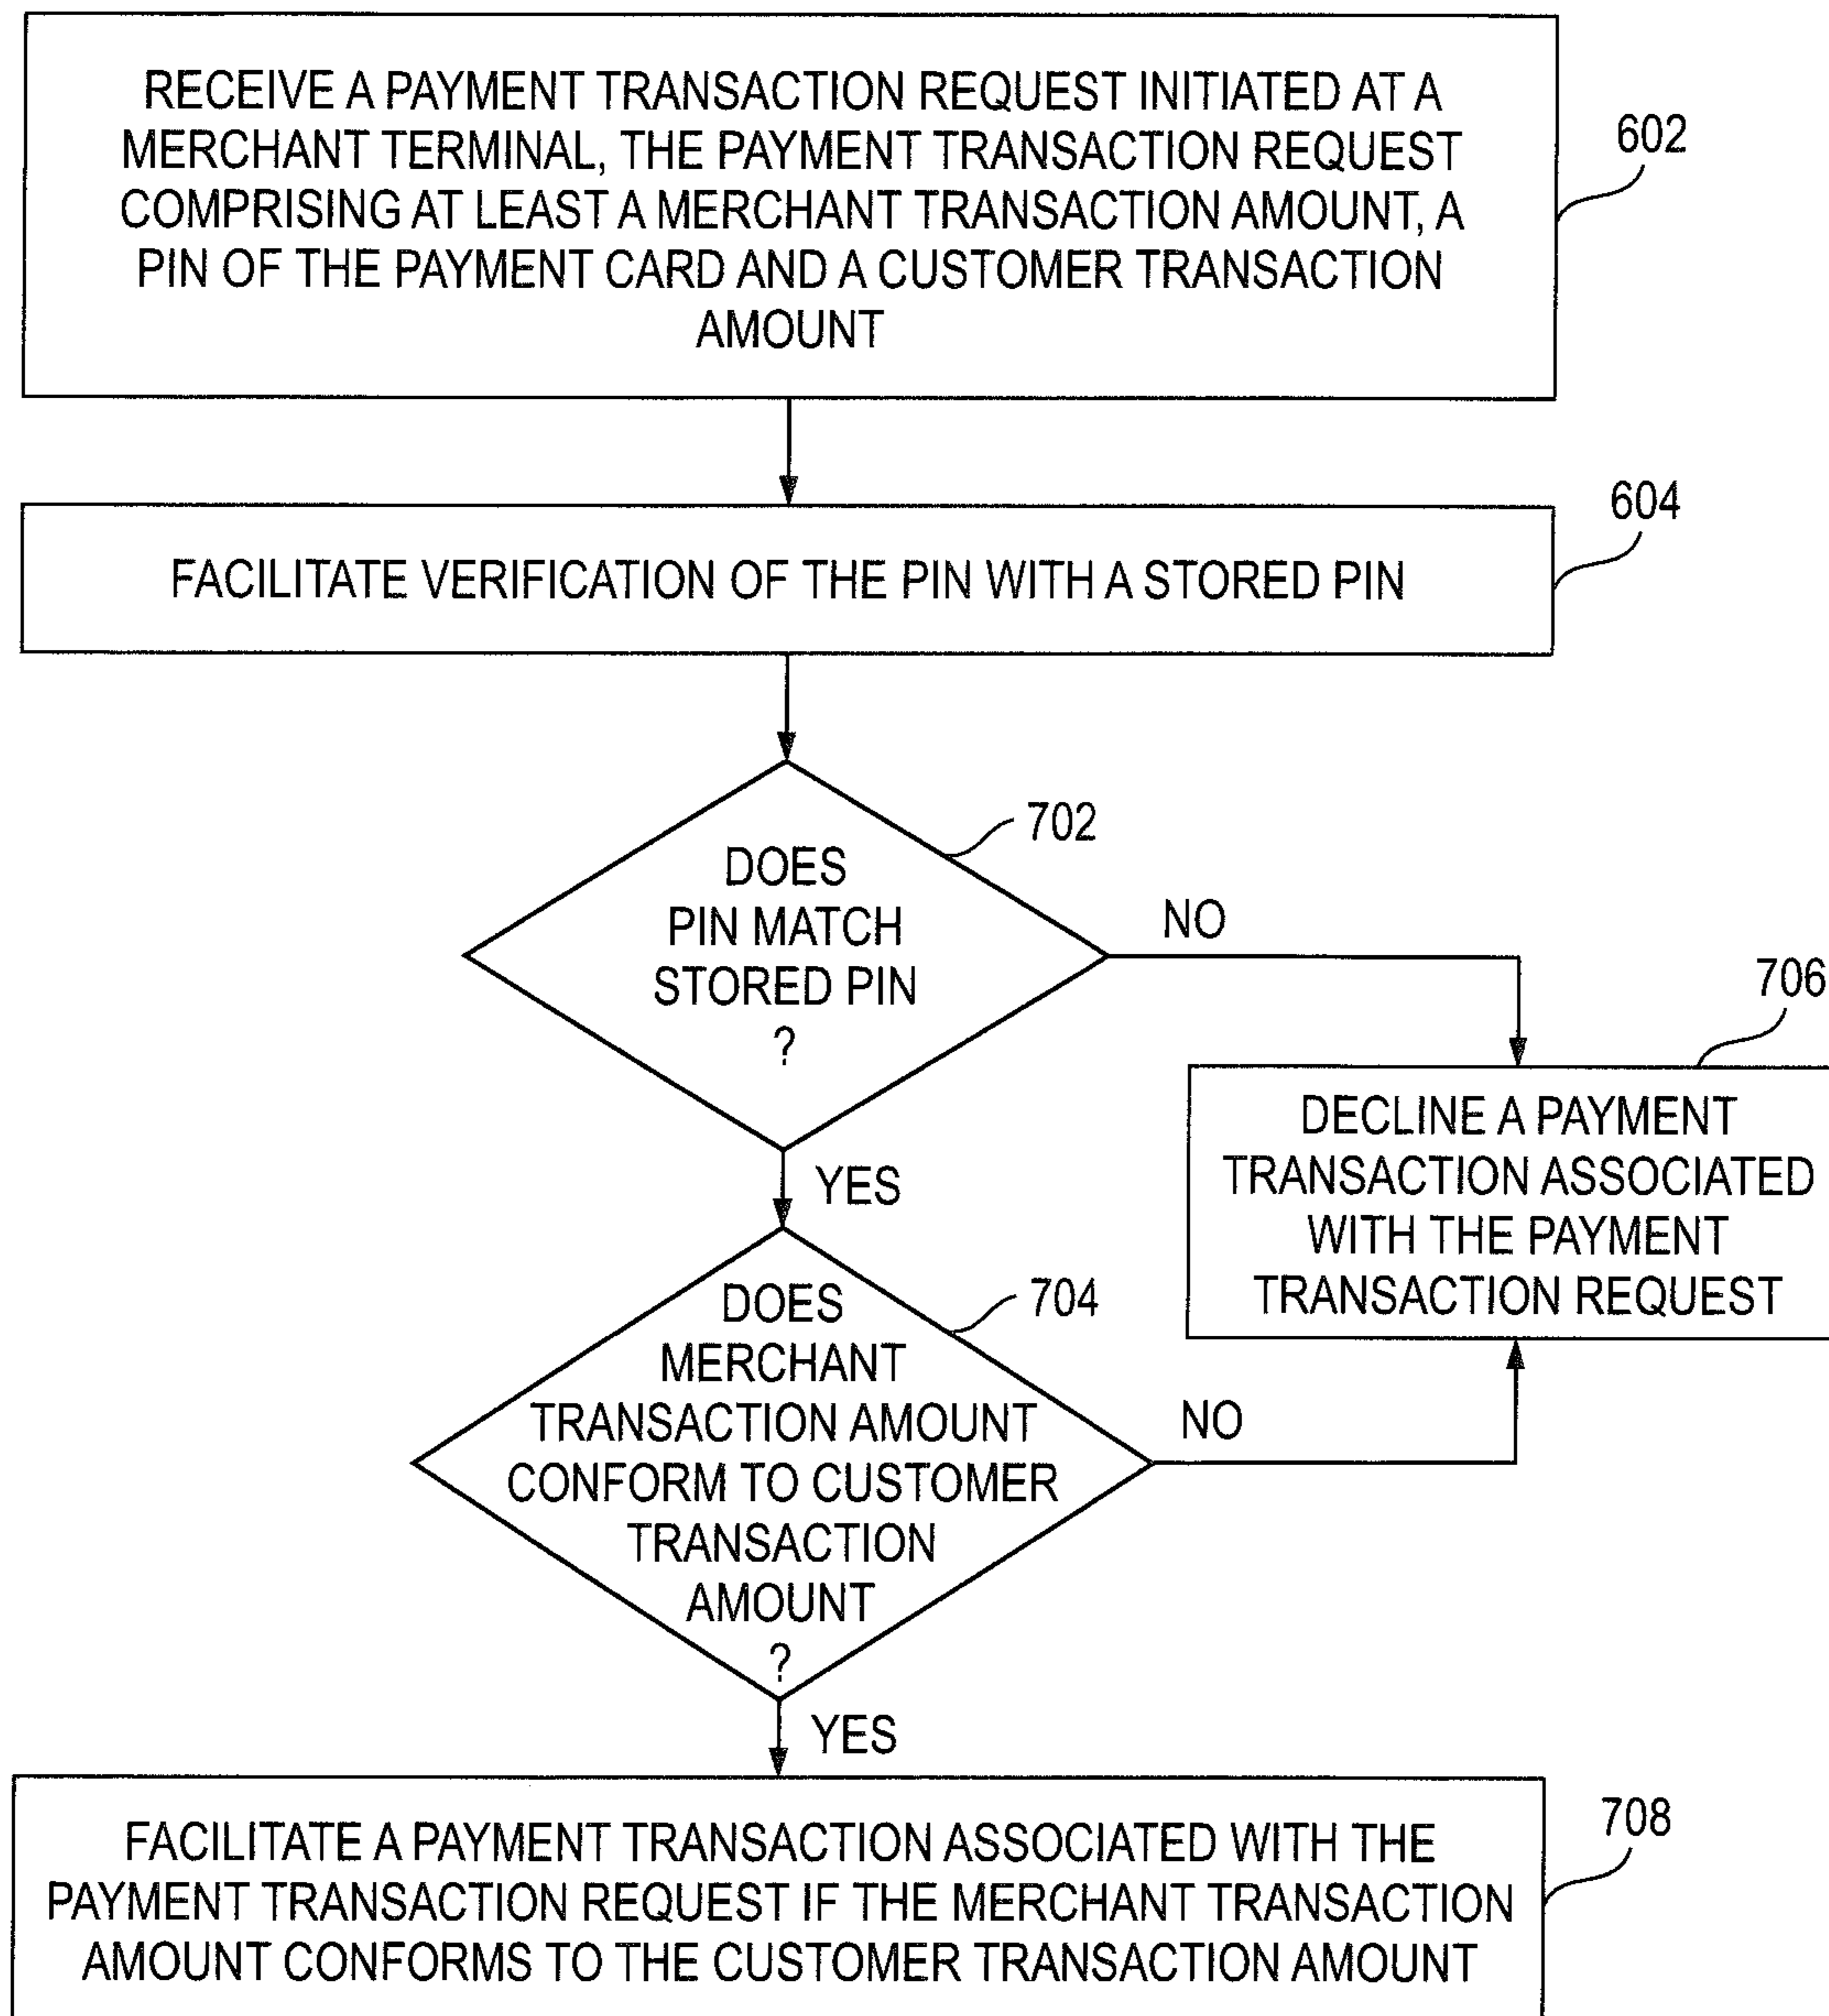 RECEIVE A PAYMENT TRANSACTION REQUEST INITIATED AT A
MERCHANT TERMINAL, THE PAYMENT TRANSACTION REQUEST
COMPRISING AT LEAST A MERCHANT TRANSACTION AMOUNT, A
PIN OF THE PAYMENT CARD AND A CUSTOMER TRANSACTION
AMOUNT
602
604
FACILITATE VERIFICATION OF THE PIN WITH A STORED PIN
702
DOES
PIN MATCH
STORED PIN
?
NO
YES
706
DECLINE A PAYMENT
TRANSACTION ASSOCIATED
WITH THE PAYMENT
TRANSACTION REQUEST
704
DOES
MERCHANT
TRANSACTION AMOUNT
CONFORM TO CUSTOMER
TRANSACTION
AMOUNT
?
NO
YES
708
FACILITATE A PAYMENT TRANSACTION ASSOCIATED WITH THE
PAYMENT TRANSACTION REQUEST IF THE MERCHANT TRANSACTION
AMOUNT CONFORMS TO THE CUSTOMER TRANSACTION AMOUNT